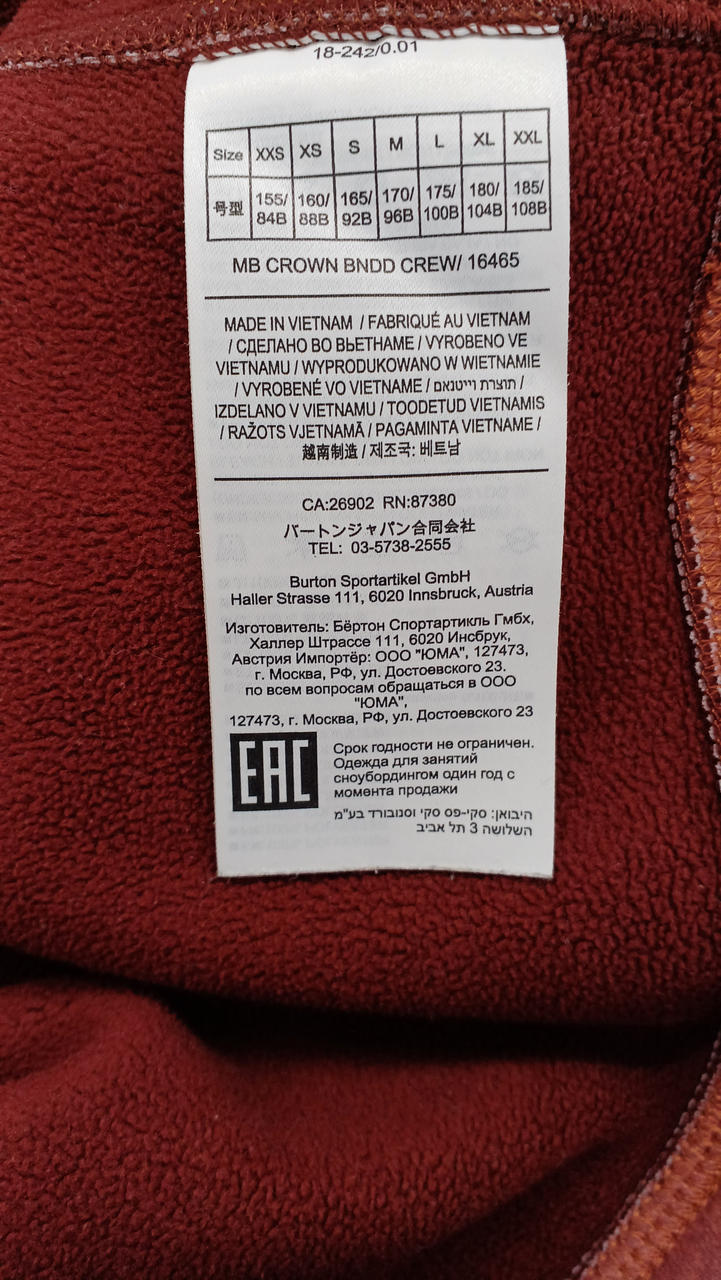 18-242/0.01
Size XXS XS S M L XL XXL
号型 155/84B 160/88B 165/92B 170/96B 175/100B 180/104B 185/108B
MB CROWN BNDD CREW/ 16465
MADE IN VIETNAM / FABRIQUÉ AU VIETNAM
/ СДЕЛАНО ВО ВЬЕТНАМЕ / VYROBENO VE
VIETNAMU / WYPRODUKOWANO W WIETNAMIE
/ VYROBENÉ VO VIETNAME / תוצרת וייטנאם /
IZDELANO V VIETNAMU / TOODETUD VIETNAMIS
/ RAŽOTS VJETNAMĀ / PAGAMINTA VIETNAME /
越南制造 / 제조국: 베트남
CA:26902 RN:87380
バートンジャパン合同会社
TEL: 03-5738-2555
Burton Sportartikel GmbH
Haller Strasse 111, 6020 Innsbruck, Austria
Изготовитель: Бёртон Спортартикль Гмбх,
Халлер Штрассе 111, 6020 Инсбрук,
Австрия Импортёр: ООО "ЮМА", 127473,
г. Москва, РФ, ул. Достоевского 23.
по всем вопросам обращаться в ООО
"ЮМА",
127473, г. Москва, РФ, ул. Достоевского 23
EAC
Срок годности не ограничен.
Одежда для занятий
сноубордингом один год с
момента продажи
היבואן: סקי-פס סקי וסנובורד בע"מ
השלושה 3 תל אביב